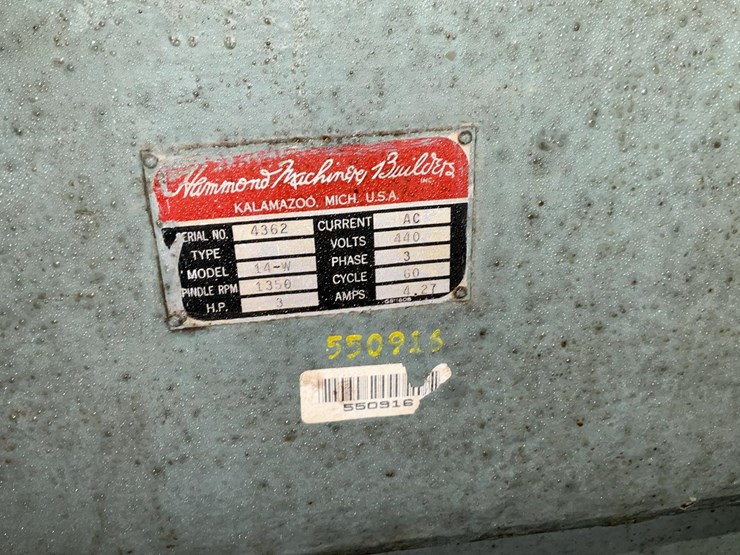 Hammond Machinery Builders
INC.
KALAMAZOO, MICH. U.S.A.
ERIAL NO. 4362 CURRENT AC
TYPE VOLTS 440
MODEL 14-W PHASE 3
PINDLE RPM 1350 CYCLE 60
H.P. 3 AMPS. 4.27
550916
550916